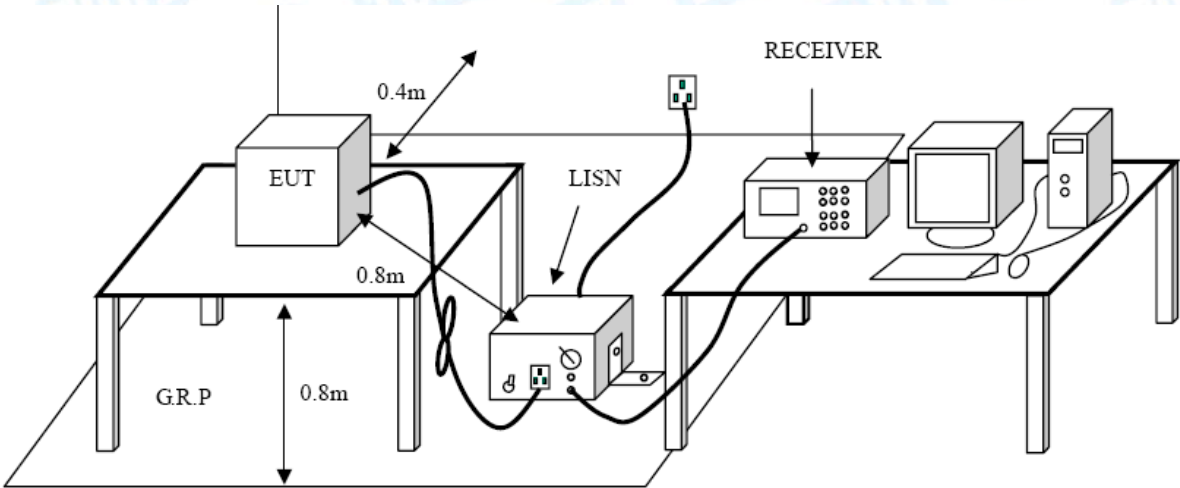 RECEIVER
0.4m
EUT
LISN
0.8m
G.R.P
0.8m